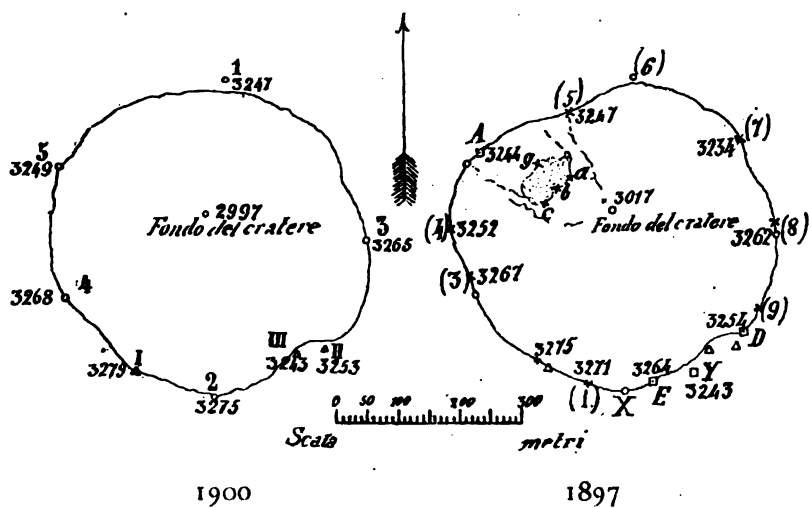 1
3247
5
3249
2997
Fondo del cratere
3
3265
3268
4
III
3243
II
3253
I
3279
2
3275
(6)
(5)
3247
A
3244
g
a
b
c
(7)
3234
3017
Fondo del cratere
(4)
3252
3262
(8)
(3)
3267
(9)
3254
D
3275
3271
3264
(1)
X
E
Y
3243
0 50 100 200 300
Scala metri
1900 1897